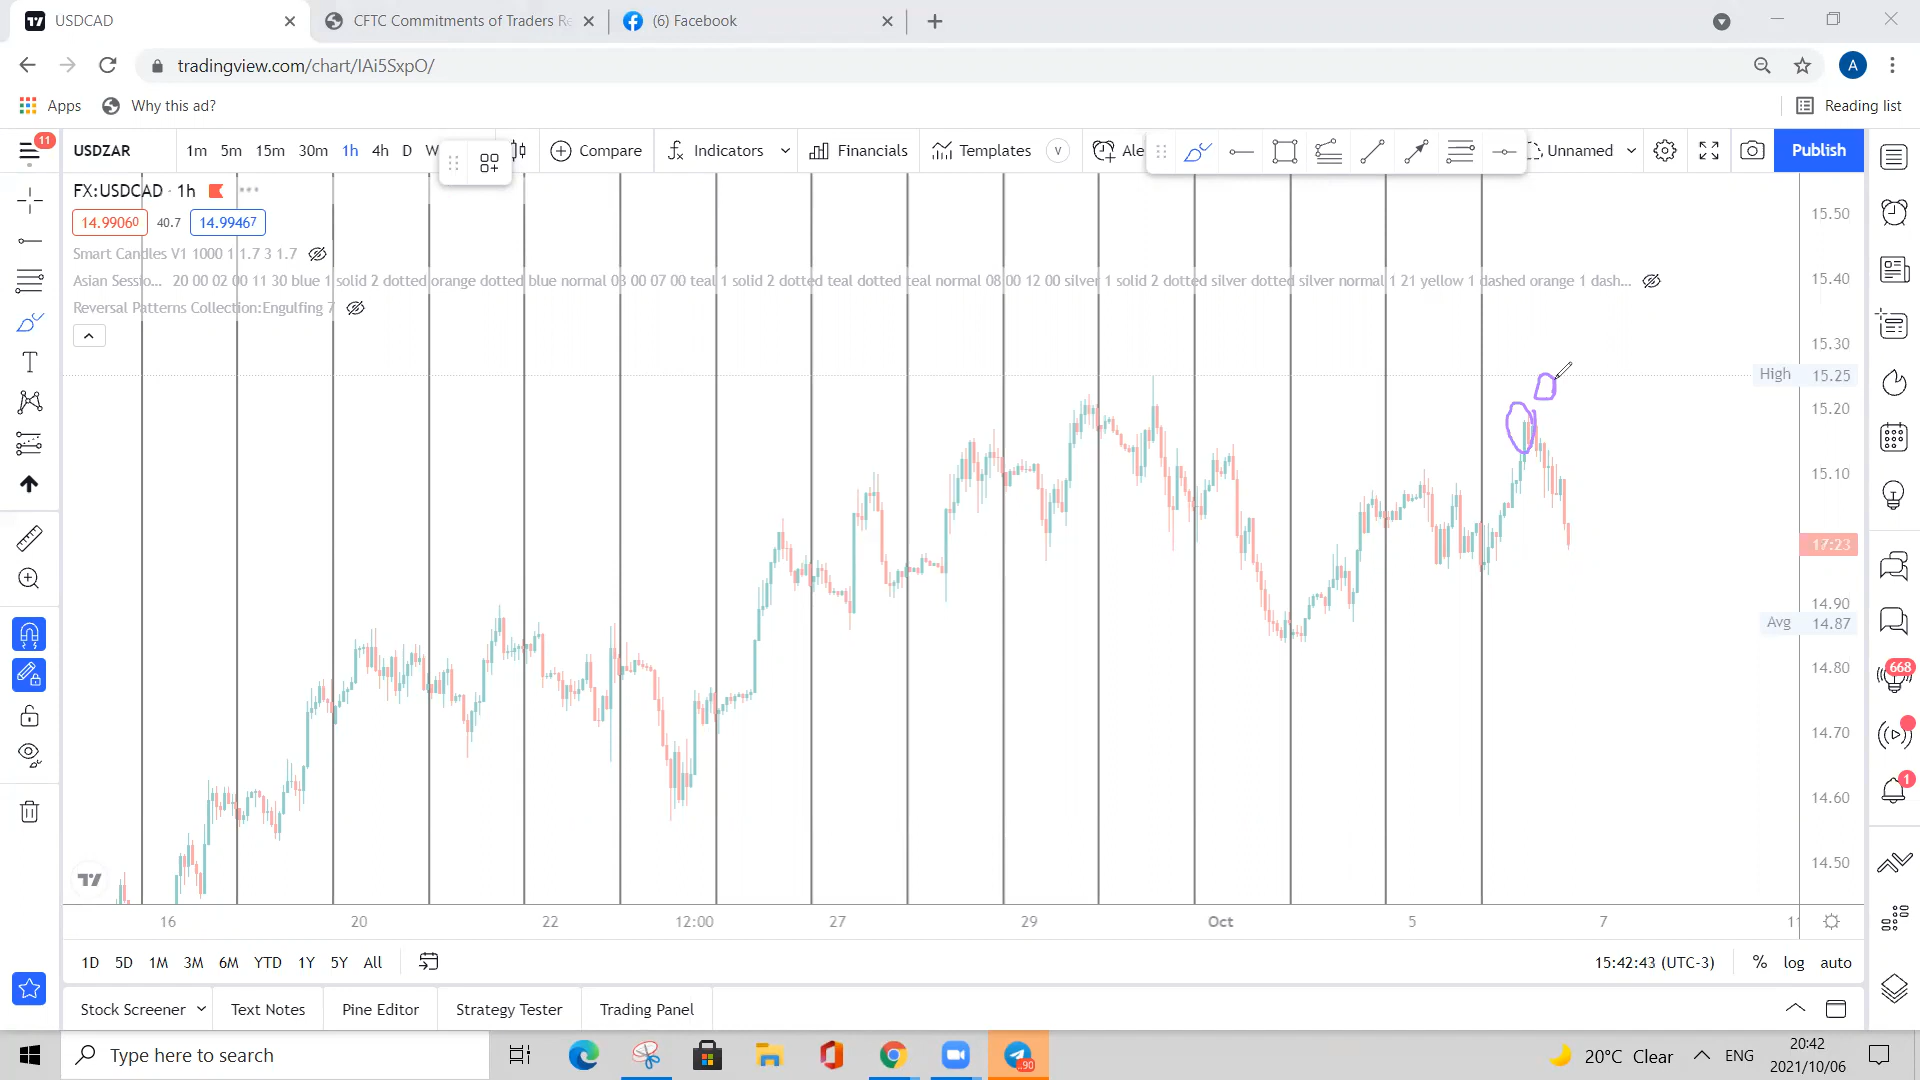 USDCAD
CFTC Commitments of Traders Re
(6) Facebook
tradingview.com/chart/IAi5SxpO/
A
Apps
Why this ad?
Reading list
11
USDZAR
1m 5m 15m 30m 1h 4h D W
Compare
Indicators
Financials
Templates
V
Ale
Unnamed
Publish
FX:USDCAD · 1h
14.99060 40.7 14.99467
Smart Candles V1 1000 1 1.7 3 1.7
Asian Sessio... 20 00 02 00 11 30 blue 1 solid 2 dotted orange dotted blue normal 03 00 07 00 teal 1 solid 2 dotted teal dotted teal normal 08 00 12 00 silver 1 solid 2 dotted silver dotted silver normal 1 21 yellow 1 dashed orange 1 dash...
Reversal Patterns Collection:Engulfing 7
15.50
15.40
15.30
High 15.25
15.20
15.10
17:23
14.90
Avg 14.87
14.80
14.70
14.60
14.50
668
1
16 20 22 12:00 27 29 Oct 5 7 11
1D 5D 1M 3M 6M YTD 1Y 5Y All
15:42:43 (UTC-3) % log auto
Stock Screener
Text Notes
Pine Editor
Strategy Tester
Trading Panel
Type here to search
90
20°C Clear
ENG
20:42
2021/10/06